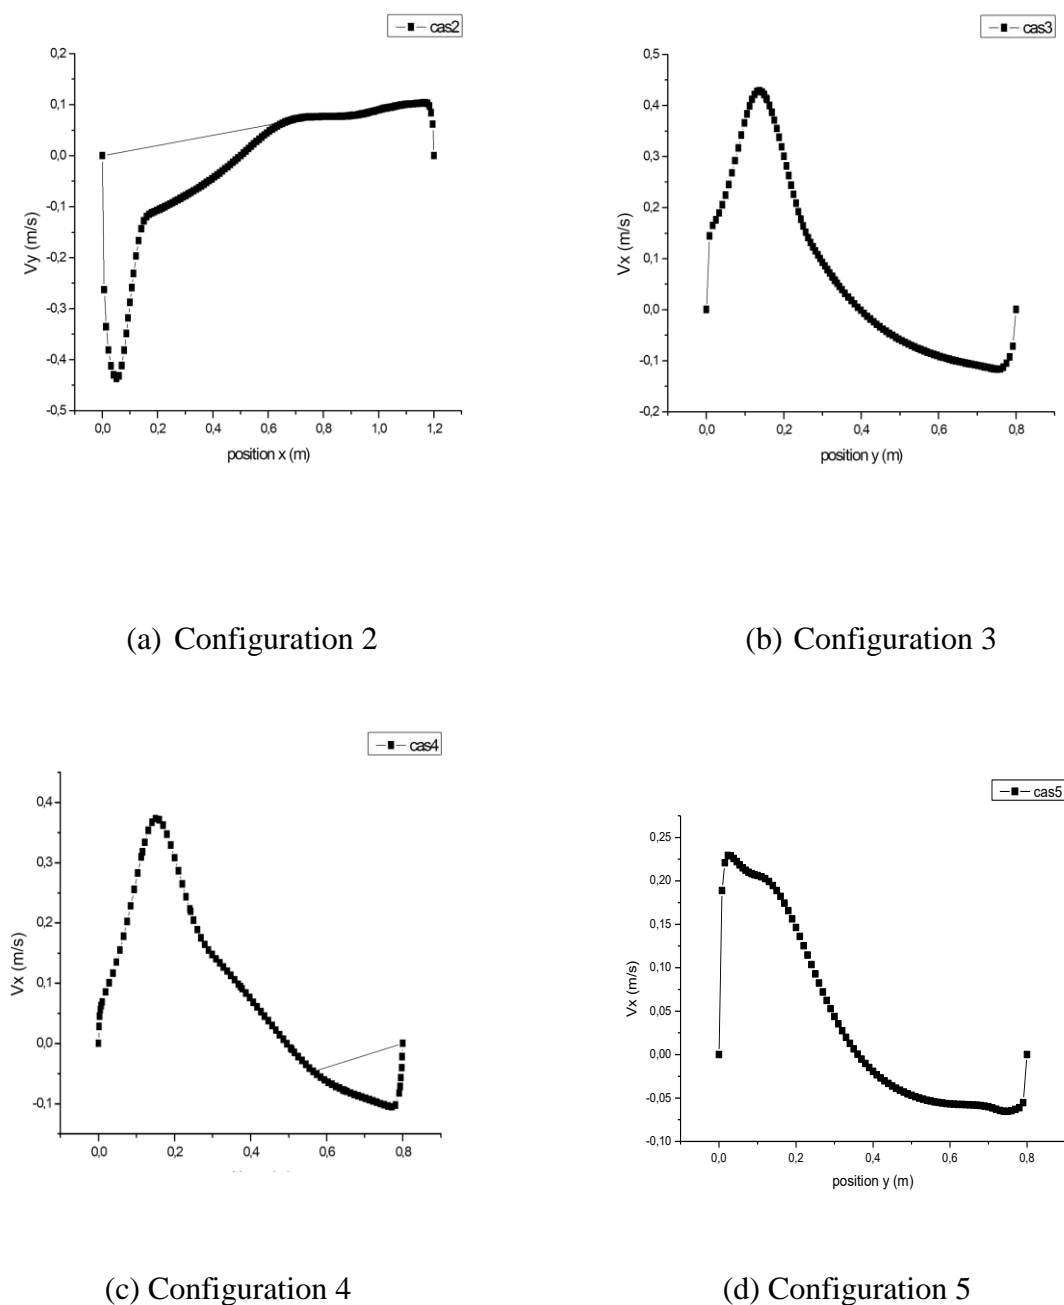 cas2
0,2
0,1
0,0
-0,1
-0,2
-0,3
-0,4
-0,5
Vy (m/s)
0,0 0,2 0,4 0,6 0,8 1,0 1,2
position x (m)
cas3
0,5
0,4
0,3
0,2
0,1
0,0
-0,1
-0,2
Vx (m/s)
0,0 0,2 0,4 0,6 0,8
position y (m)
(a) Configuration 2
(b) Configuration 3
cas4
0,4
0,3
0,2
0,1
0,0
-0,1
Vx (m/s)
0,0 0,2 0,4 0,6 0,8
cas5
0,25
0,20
0,15
0,10
0,05
0,00
-0,05
-0,10
Vx (m/s)
0,0 0,2 0,4 0,6 0,8
position y (m)
(c) Configuration 4
(d) Configuration 5